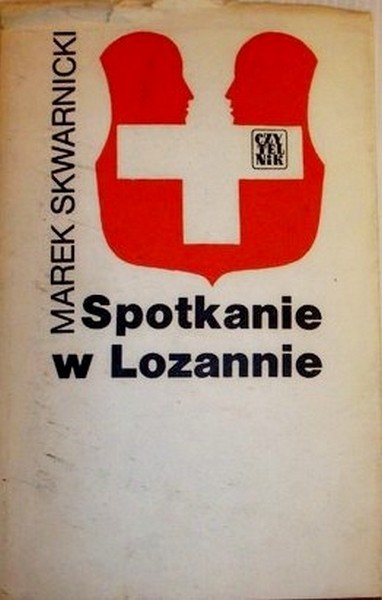 MAREK SKWARNICKI
CZY
TEL
NiK
Spotkanie
w Lozannie